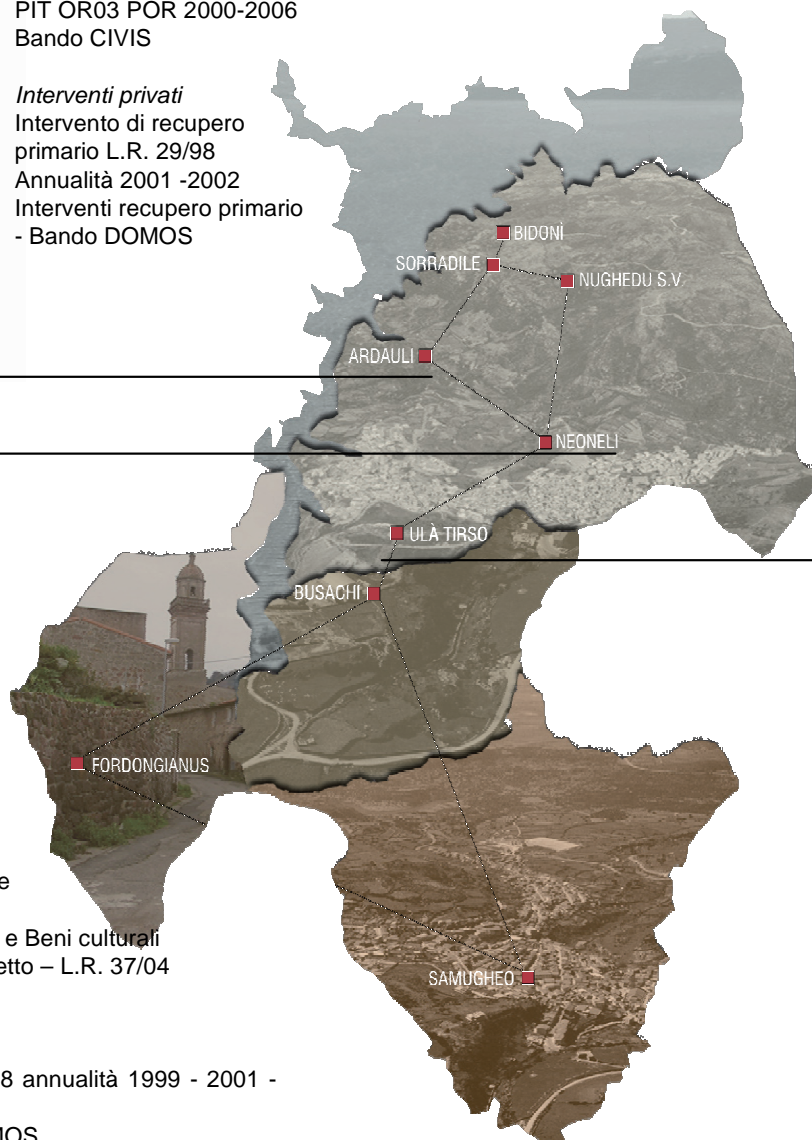 PIT OR03 POR 2000-2006
Bando CIVIS
Interventi privati
Intervento di recupero
primario L.R. 29/98
Annualità 2001 -2002
Interventi recupero primario
- Bando DOMOS
BIDONÌ
SORRADILE
NUGHEDU S.V.
ARDAULI
NEONELI
ULÀ TIRSO
BUSACHI
FORDONGIANUS
e
e Beni culturali
etto – L.R. 37/04
SAMUGHEO
8 annualità 1999 - 2001 -